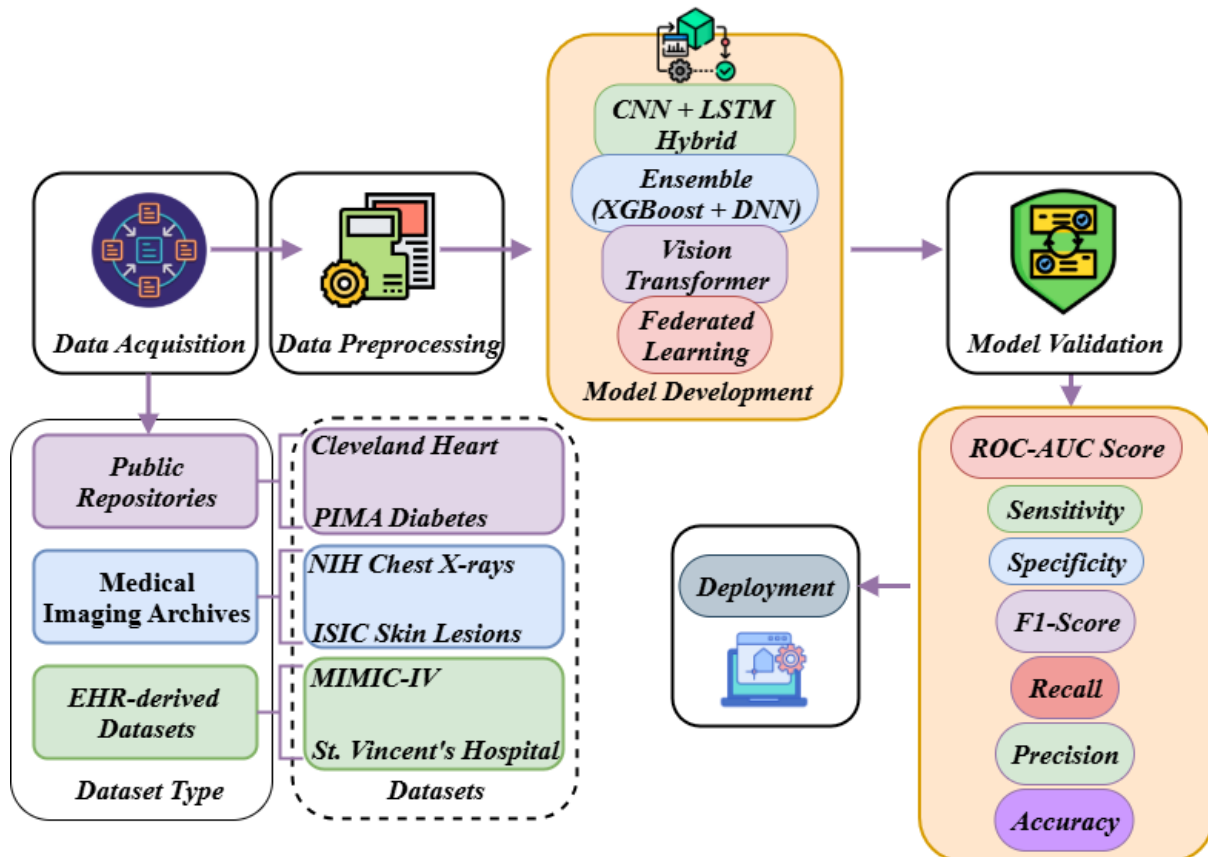 CNN + LSTM
Hybrid
Ensemble
(XGBoost + DNN)
Vision
Transformer
Federated
Learning
Model Development
Data Acquisition
Data Preprocessing
Model Validation
Public
Repositories
Medical
Imaging Archives
EHR-derived
Datasets
Dataset Type
Cleveland Heart
PIMA Diabetes
NIH Chest X-rays
ISIC Skin Lesions
MIMIC-IV
St. Vincent's Hospital
Datasets
ROC-AUC Score
Sensitivity
Specificity
F1-Score
Recall
Precision
Accuracy
Deployment